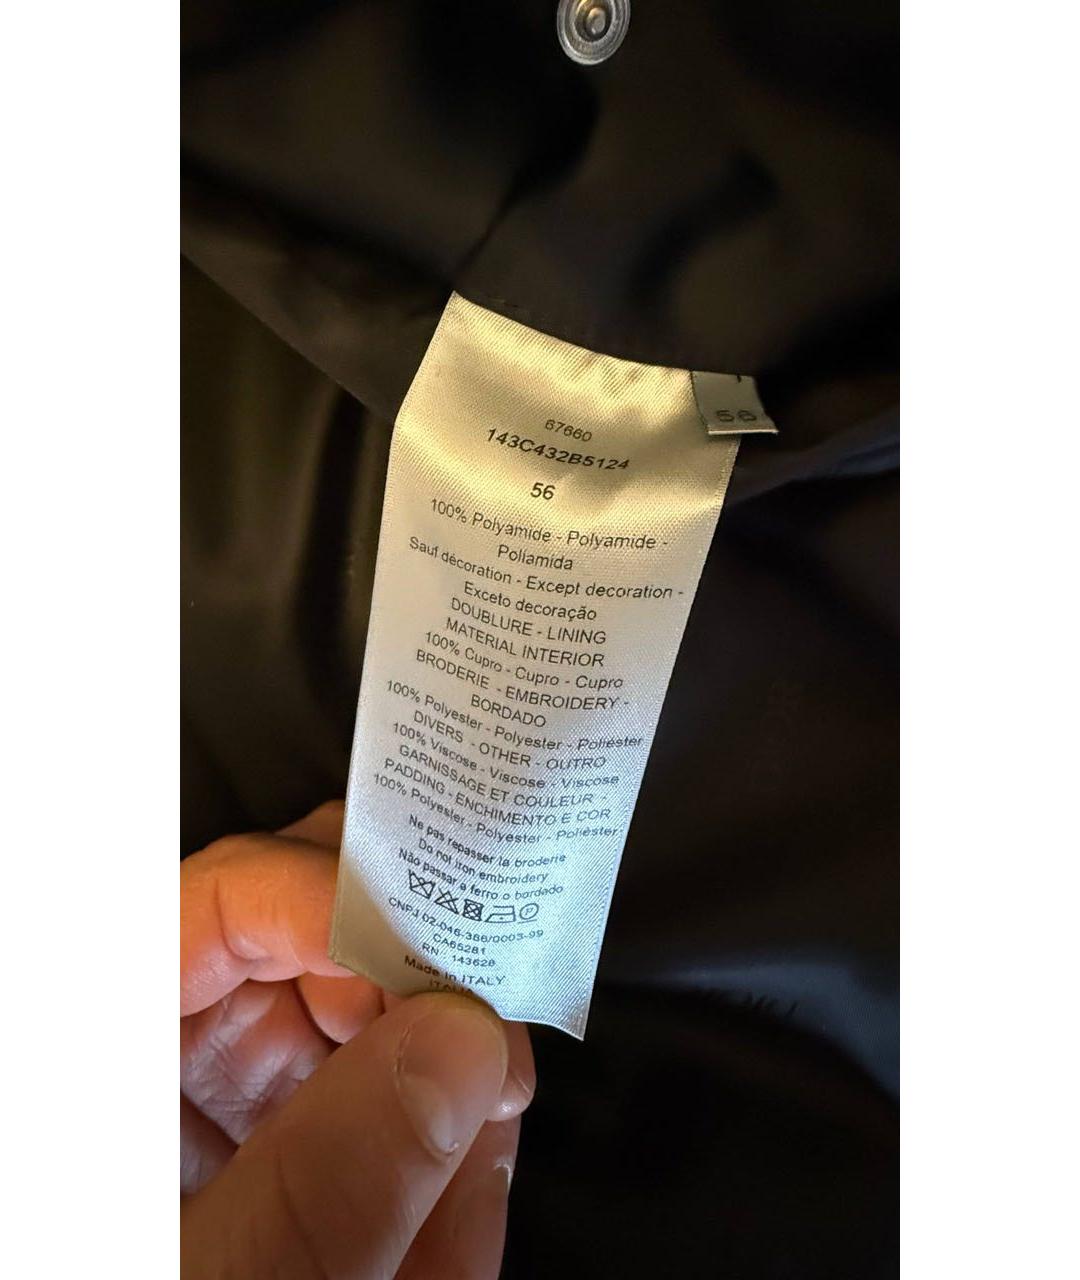 56
67660
143C432B5124
56
100% Polyamide - Polyamide -
Poliamida
Sauf décoration - Except decoration -
Exceto decoração
DOUBLURE - LINING
MATERIAL INTERIOR
100% Cupro - Cupro - Cupro
BRODERIE - EMBROIDERY -
BORDADO
100% Polyester - Polyester - Poliéster
DIVERS - OTHER - OUTRO
100% Viscose - Viscose - Viscose
GARNISSAGE ET COULEUR -
PADDING - ENCHIMENTO E COR
100% Polyester - Polyester - Poliéster
Ne pas repasser la broderie
Do not iron embroidery
Não passar a ferro o bordado
P
CNPJ 02-046-386/0003-99
CA65281
RN 143628
Made in ITALY